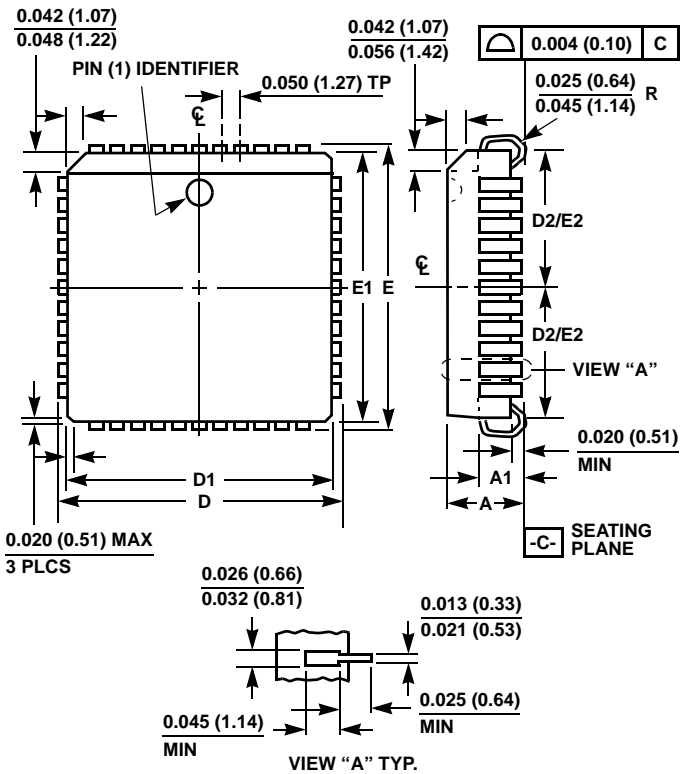 0.042 (1.07)
0.048 (1.22)
PIN (1) IDENTIFIER
0.050 (1.27) TP
℄
0.042 (1.07)
0.056 (1.42)
0.004 (0.10) C
0.025 (0.64)
0.045 (1.14) R
D2/E2
℄
E1 E
D2/E2
VIEW “A”
0.020 (0.51)
MIN
A1
A
D1
D
0.020 (0.51) MAX
3 PLCS
-C- SEATING
PLANE
0.026 (0.66)
0.032 (0.81)
0.013 (0.33)
0.021 (0.53)
0.025 (0.64)
MIN
0.045 (1.14)
MIN
VIEW “A” TYP.